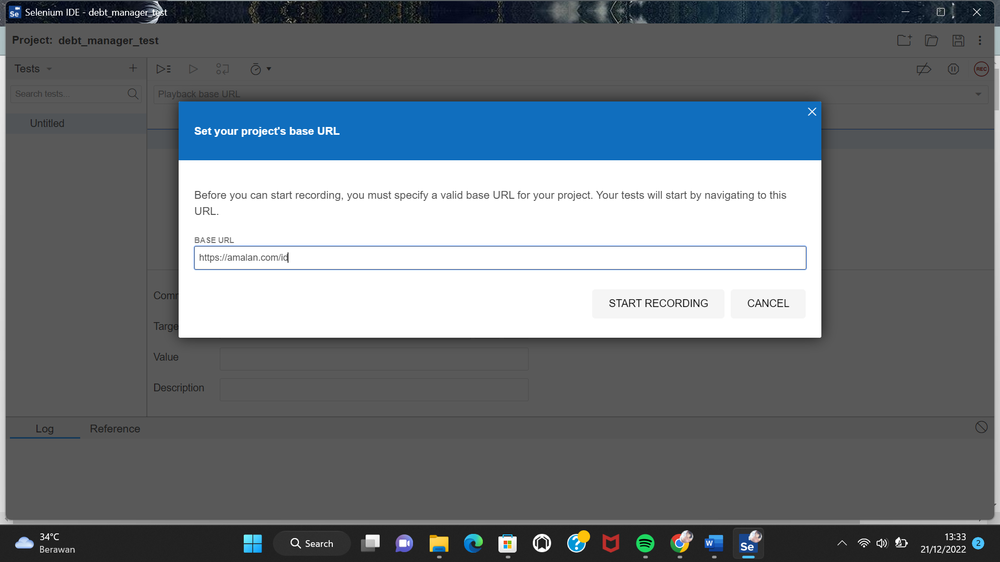 Selenium IDE - debt_manager_test
Project: debt_manager_test
Tests
REC
Search tests...
Playback base URL
Untitled
Set your project's base URL
Before you can start recording, you must specify a valid base URL for your project. Your tests will start by navigating to this
URL.
BASE URL
https://amalan.com/id
START RECORDING
CANCEL
Comm
Targe
Value
Description
Log
Reference
34°C
Berawan
Search
13:33
21/12/2022
2